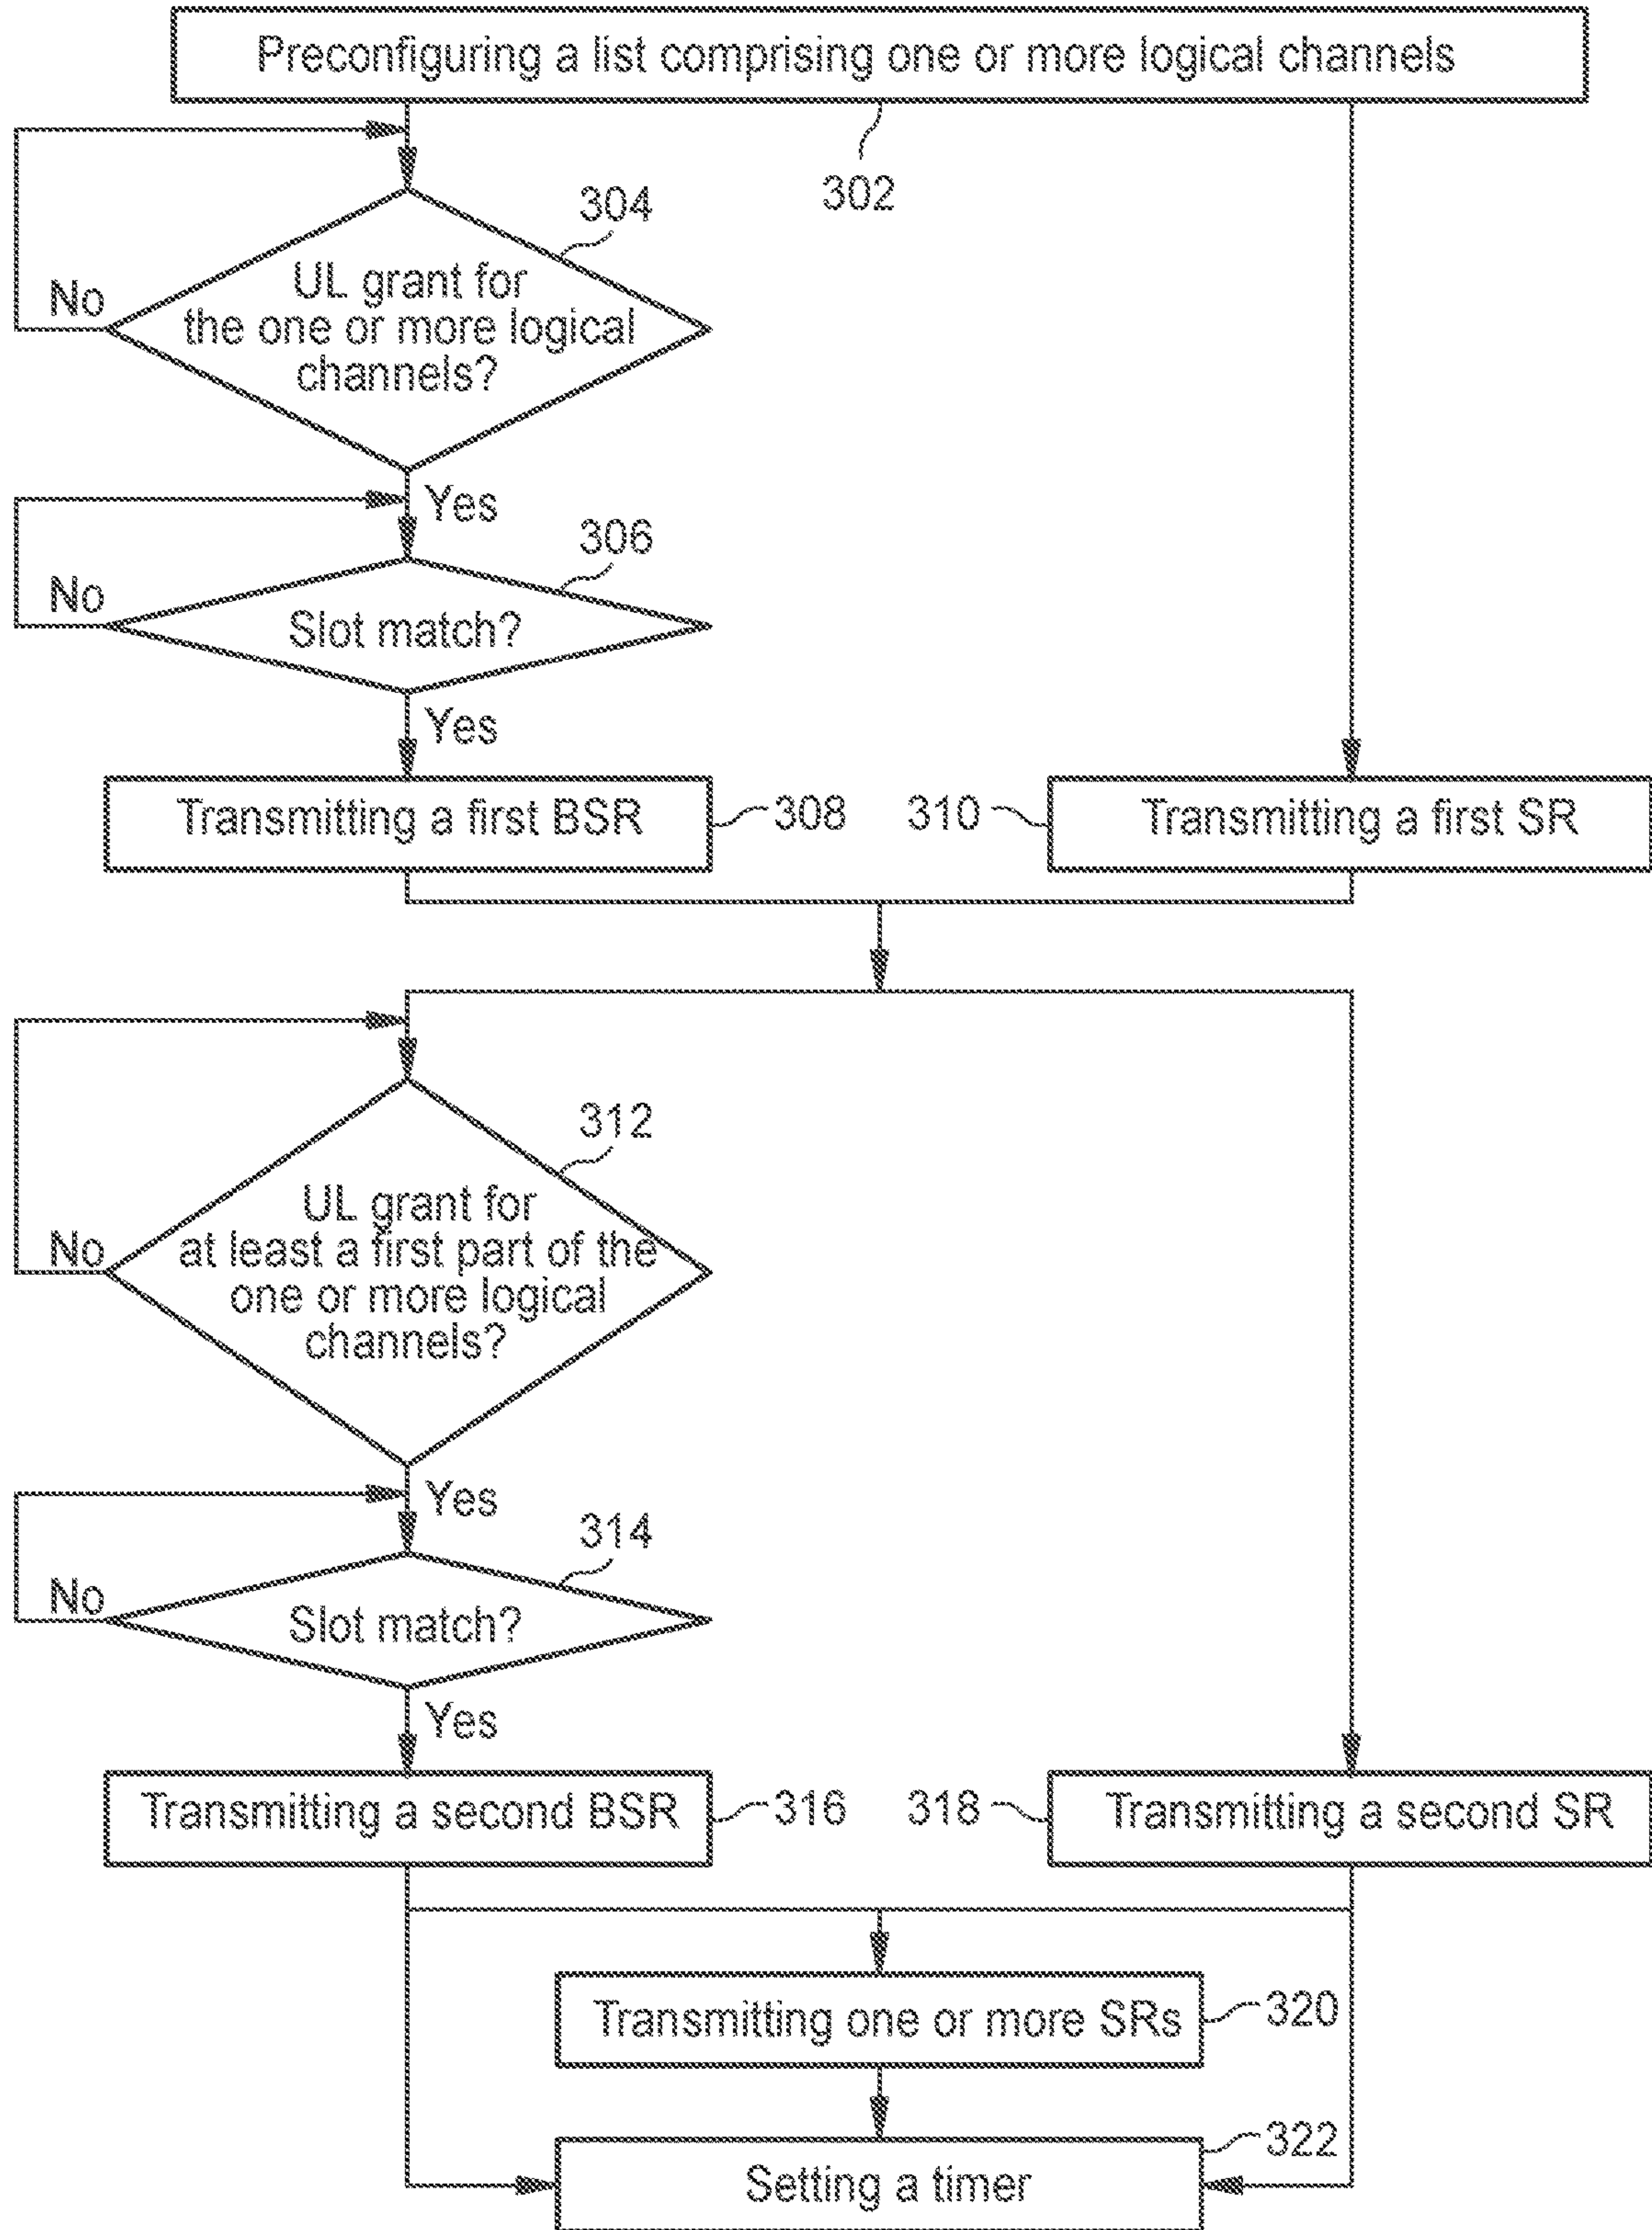 Preconfiguring a list comprising one or more logical channels
302
304
UL grant for
the one or more logical
channels?
No
Yes
306
No
Slot match?
Yes
Transmitting a first BSR
308
310
Transmitting a first SR
312
UL grant for
at least a first part of the
one or more logical
channels?
No
Yes
314
No
Slot match?
Yes
Transmitting a second BSR
316
318
Transmitting a second SR
Transmitting one or more SRs
320
322
Setting a timer